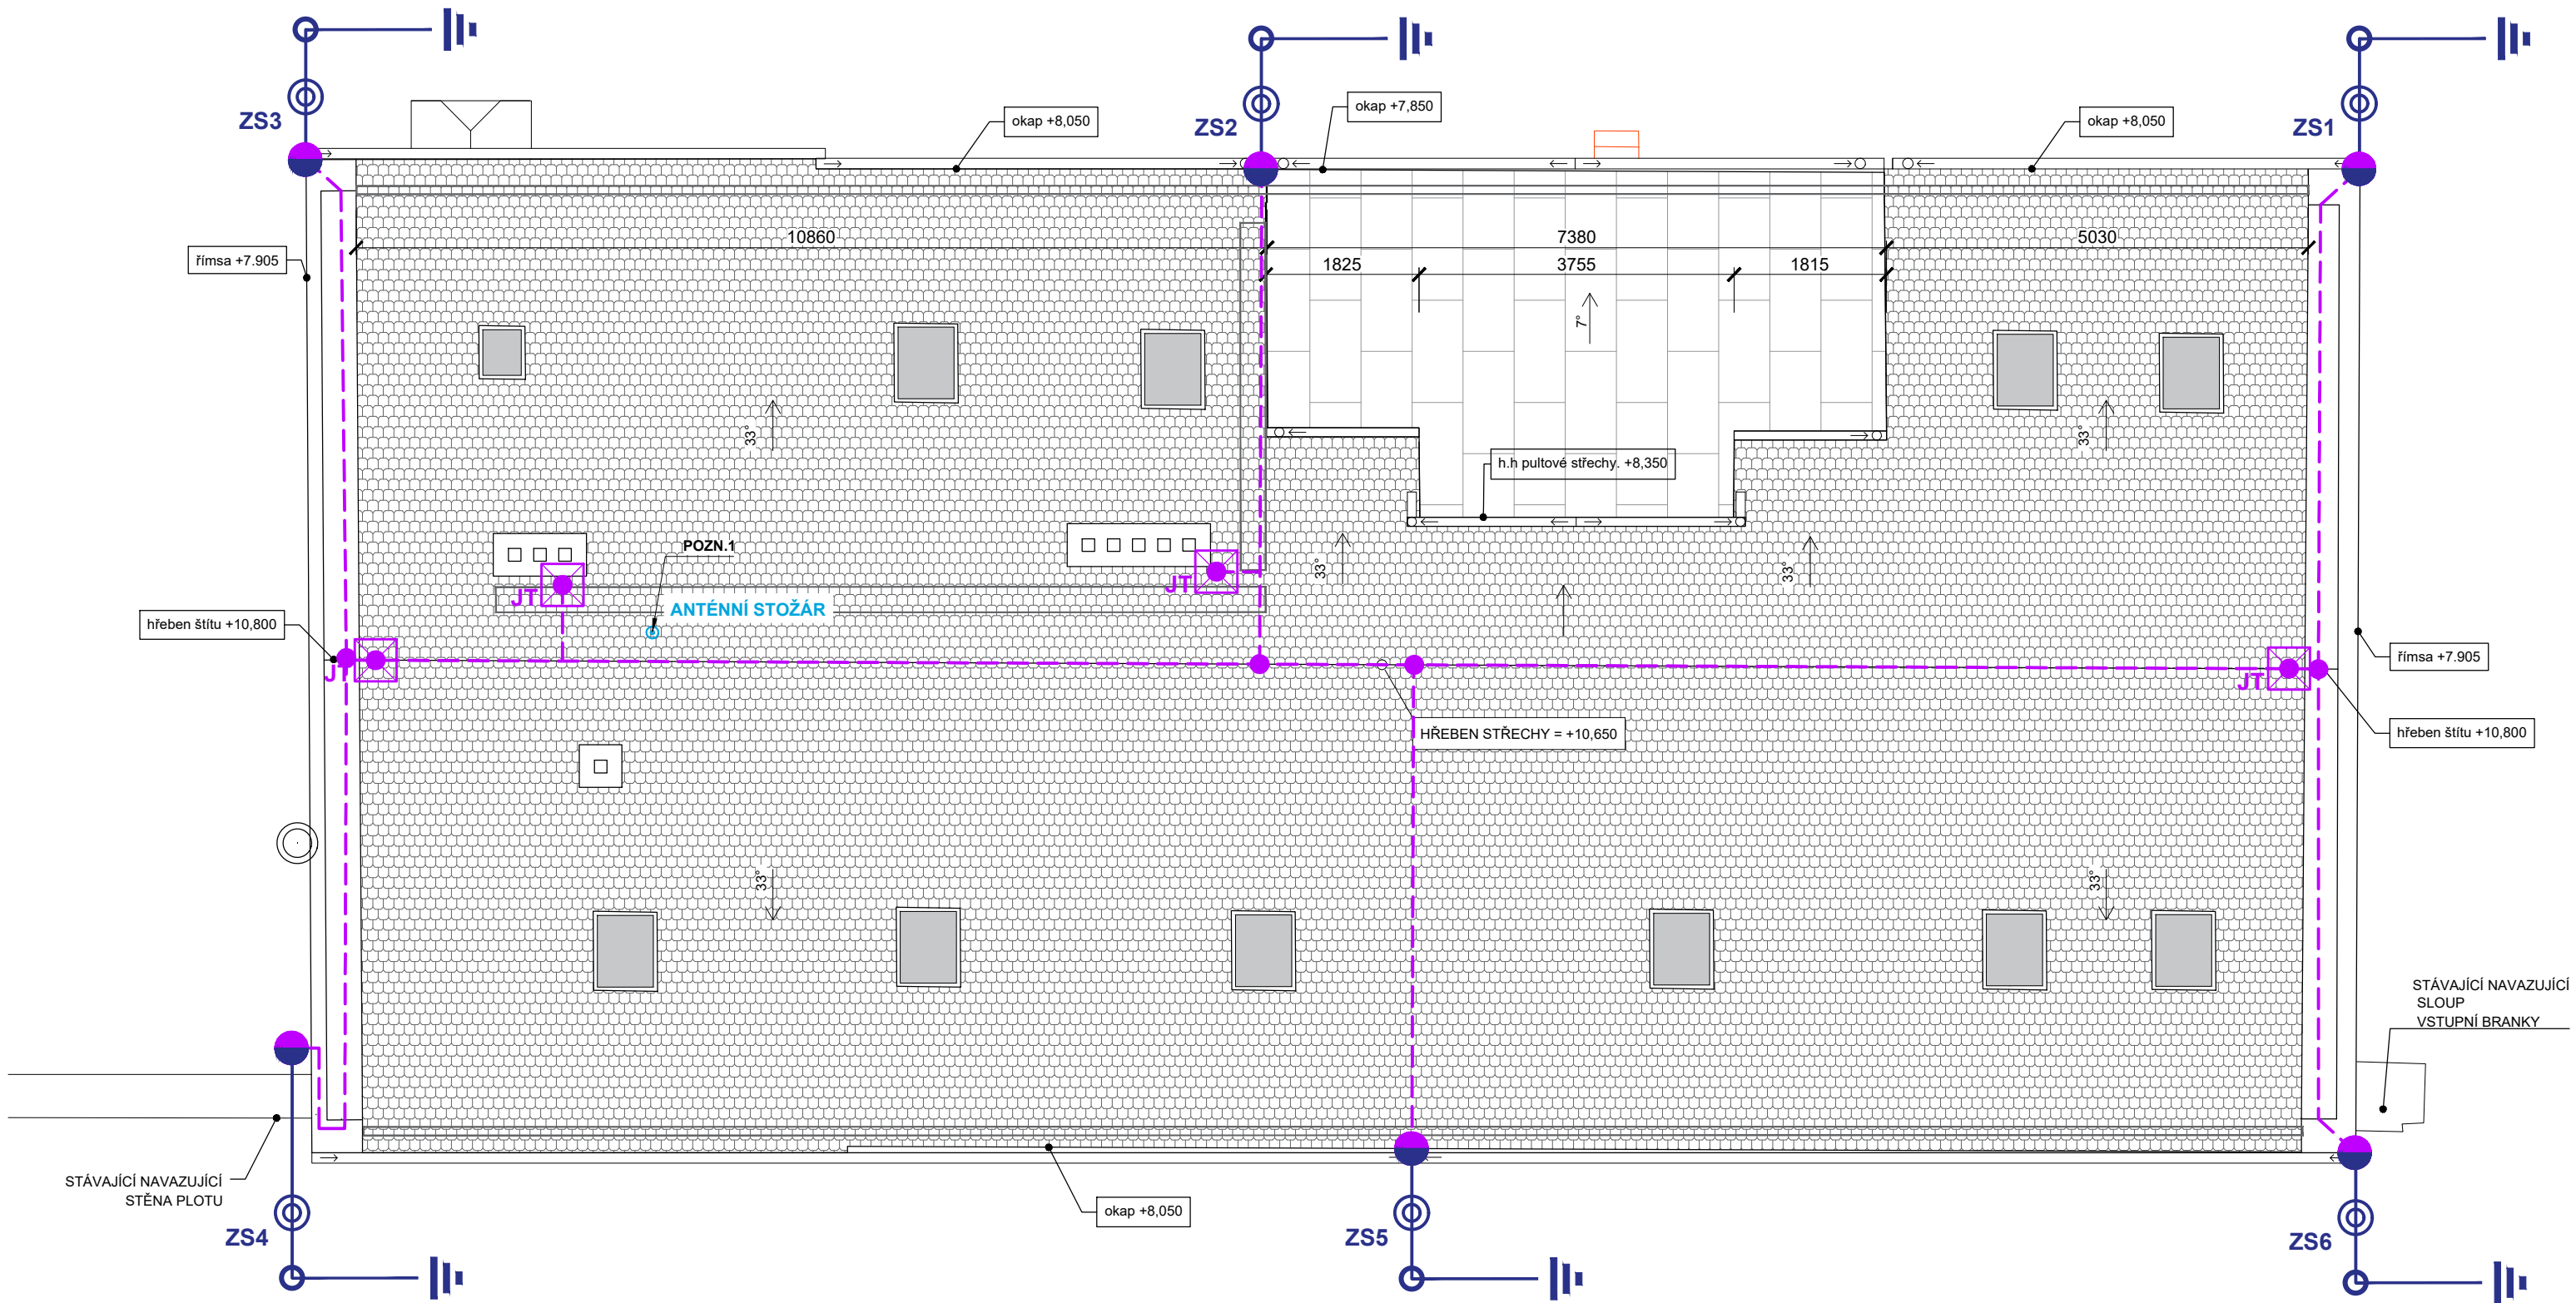 ZS3
ZS2
ZS1
okap +8,050
okap +7,850
okap +8,050
římsa +7.905
10860
7380
5030
1825
3755
1815
7°
33°
33°
h.h pultové střechy. +8,350
POZN.1
33°
33°
JT
JT
ANTÉNNÍ STOŽÁR
hřeben štítu +10,800
římsa +7.905
JT
JT
HŘEBEN STŘECHY = +10,650
hřeben štítu +10,800
33°
33°
STÁVAJÍCÍ NAVAZUJÍCÍ
SLOUP
VSTUPNÍ BRANKY
STÁVAJÍCÍ NAVAZUJÍCÍ
STĚNA PLOTU
okap +8,050
ZS4
ZS5
ZS6